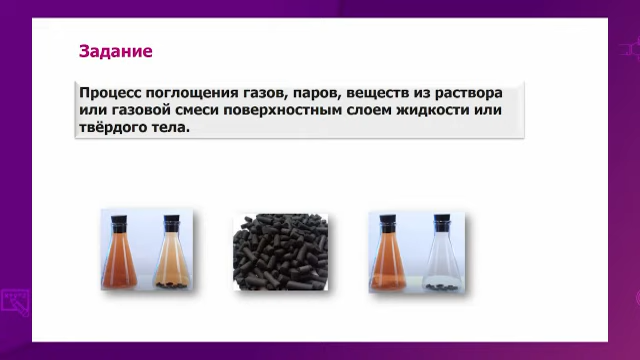 Задание
Процесс поглощения газов, паров, веществ из раствора
или газовой смеси поверхностным слоем жидкости или
твёрдого тела.